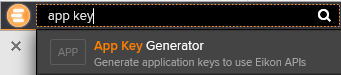 app key
APP
App Key Generator
Generate application keys to use Eikon APIs